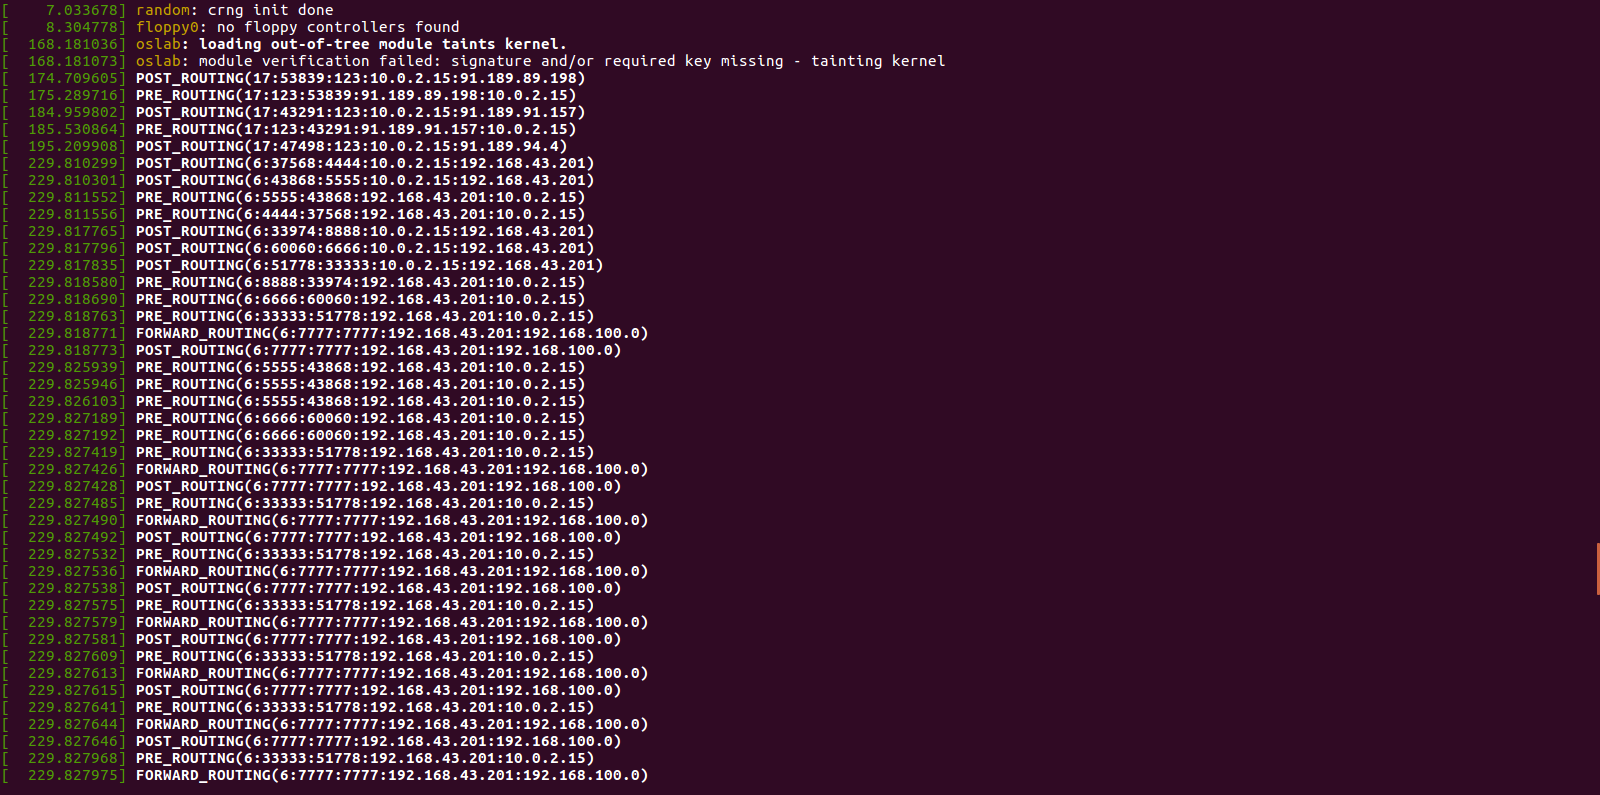 [    7.033678] random: crng init done
[    8.304778] floppy0: no floppy controllers found
[  168.181036] oslab: loading out-of-tree module taints kernel.
[  168.181073] oslab: module verification failed: signature and/or required key missing - tainting kernel
[  174.709605] POST_ROUTING(17:53839:123:10.0.2.15:91.189.89.198)
[  175.289716] PRE_ROUTING(17:123:53839:91.189.89.198:10.0.2.15)
[  184.959802] POST_ROUTING(17:43291:123:10.0.2.15:91.189.91.157)
[  185.530864] PRE_ROUTING(17:123:43291:91.189.91.157:10.0.2.15)
[  195.209908] POST_ROUTING(17:47498:123:10.0.2.15:91.189.94.4)
[  229.810299] POST_ROUTING(6:37568:4444:10.0.2.15:192.168.43.201)
[  229.810301] POST_ROUTING(6:43868:5555:10.0.2.15:192.168.43.201)
[  229.811552] PRE_ROUTING(6:5555:43868:192.168.43.201:10.0.2.15)
[  229.811556] PRE_ROUTING(6:4444:37568:192.168.43.201:10.0.2.15)
[  229.817765] POST_ROUTING(6:33974:8888:10.0.2.15:192.168.43.201)
[  229.817796] POST_ROUTING(6:60060:6666:10.0.2.15:192.168.43.201)
[  229.817835] POST_ROUTING(6:51778:33333:10.0.2.15:192.168.43.201)
[  229.818580] PRE_ROUTING(6:8888:33974:192.168.43.201:10.0.2.15)
[  229.818690] PRE_ROUTING(6:6666:60060:192.168.43.201:10.0.2.15)
[  229.818763] PRE_ROUTING(6:33333:51778:192.168.43.201:10.0.2.15)
[  229.818771] FORWARD_ROUTING(6:7777:7777:192.168.43.201:192.168.100.0)
[  229.818773] POST_ROUTING(6:7777:7777:192.168.43.201:192.168.100.0)
[  229.825939] PRE_ROUTING(6:5555:43868:192.168.43.201:10.0.2.15)
[  229.825946] PRE_ROUTING(6:5555:43868:192.168.43.201:10.0.2.15)
[  229.826103] PRE_ROUTING(6:5555:43868:192.168.43.201:10.0.2.15)
[  229.827189] PRE_ROUTING(6:6666:60060:192.168.43.201:10.0.2.15)
[  229.827192] PRE_ROUTING(6:6666:60060:192.168.43.201:10.0.2.15)
[  229.827419] PRE_ROUTING(6:33333:51778:192.168.43.201:10.0.2.15)
[  229.827426] FORWARD_ROUTING(6:7777:7777:192.168.43.201:192.168.100.0)
[  229.827428] POST_ROUTING(6:7777:7777:192.168.43.201:192.168.100.0)
[  229.827485] PRE_ROUTING(6:33333:51778:192.168.43.201:10.0.2.15)
[  229.827490] FORWARD_ROUTING(6:7777:7777:192.168.43.201:192.168.100.0)
[  229.827492] POST_ROUTING(6:7777:7777:192.168.43.201:192.168.100.0)
[  229.827532] PRE_ROUTING(6:33333:51778:192.168.43.201:10.0.2.15)
[  229.827536] FORWARD_ROUTING(6:7777:7777:192.168.43.201:192.168.100.0)
[  229.827538] POST_ROUTING(6:7777:7777:192.168.43.201:192.168.100.0)
[  229.827575] PRE_ROUTING(6:33333:51778:192.168.43.201:10.0.2.15)
[  229.827579] FORWARD_ROUTING(6:7777:7777:192.168.43.201:192.168.100.0)
[  229.827581] POST_ROUTING(6:7777:7777:192.168.43.201:192.168.100.0)
[  229.827609] PRE_ROUTING(6:33333:51778:192.168.43.201:10.0.2.15)
[  229.827613] FORWARD_ROUTING(6:7777:7777:192.168.43.201:192.168.100.0)
[  229.827615] POST_ROUTING(6:7777:7777:192.168.43.201:192.168.100.0)
[  229.827641] PRE_ROUTING(6:33333:51778:192.168.43.201:10.0.2.15)
[  229.827644] FORWARD_ROUTING(6:7777:7777:192.168.43.201:192.168.100.0)
[  229.827646] POST_ROUTING(6:7777:7777:192.168.43.201:192.168.100.0)
[  229.827968] PRE_ROUTING(6:33333:51778:192.168.43.201:10.0.2.15)
[  229.827975] FORWARD_ROUTING(6:7777:7777:192.168.43.201:192.168.100.0)